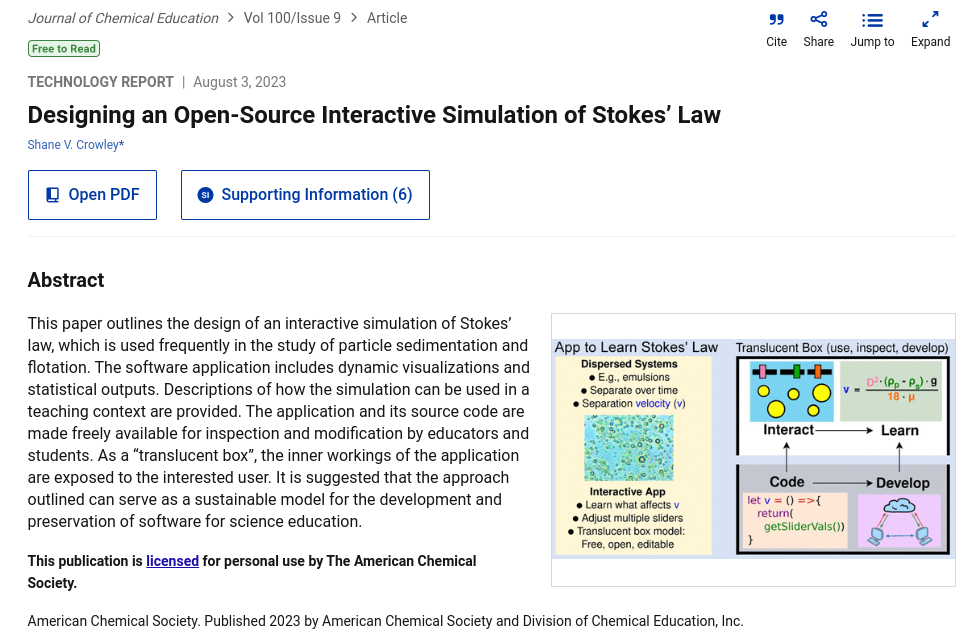 Journal of Chemical Education > Vol 100/Issue 9 > Article
Cite Share Jump to Expand
Free to Read
TECHNOLOGY REPORT | August 3, 2023
Designing an Open-Source Interactive Simulation of Stokes’ Law
Shane V. Crowley*
Open PDF
SI Supporting Information (6)
Abstract
This paper outlines the design of an interactive simulation of Stokes’
law, which is used frequently in the study of particle sedimentation and
flotation. The software application includes dynamic visualizations and
statistical outputs. Descriptions of how the simulation can be used in a
teaching context are provided. The application and its source code are
made freely available for inspection and modification by educators and
students. As a “translucent box”, the inner workings of the application
are exposed to the interested user. It is suggested that the approach
outlined can serve as a sustainable model for the development and
preservation of software for science education.
This publication is licensed for personal use by The American Chemical
Society.
App to Learn Stokes' Law
Dispersed Systems
● E.g., emulsions
● Separate over time
● Separation velocity (v)
Interactive App
● Learn what affects v
● Adjust multiple sliders
● Translucent box model:
Free, open, editable
Translucent Box (use, inspect, develop)
v = D²·(ρp - ρs)·g
18 · μ
Interact
Learn
Code
Develop
let v = () =>{
return(
getSliderVals())
}
American Chemical Society. Published 2023 by American Chemical Society and Division of Chemical Education, Inc.